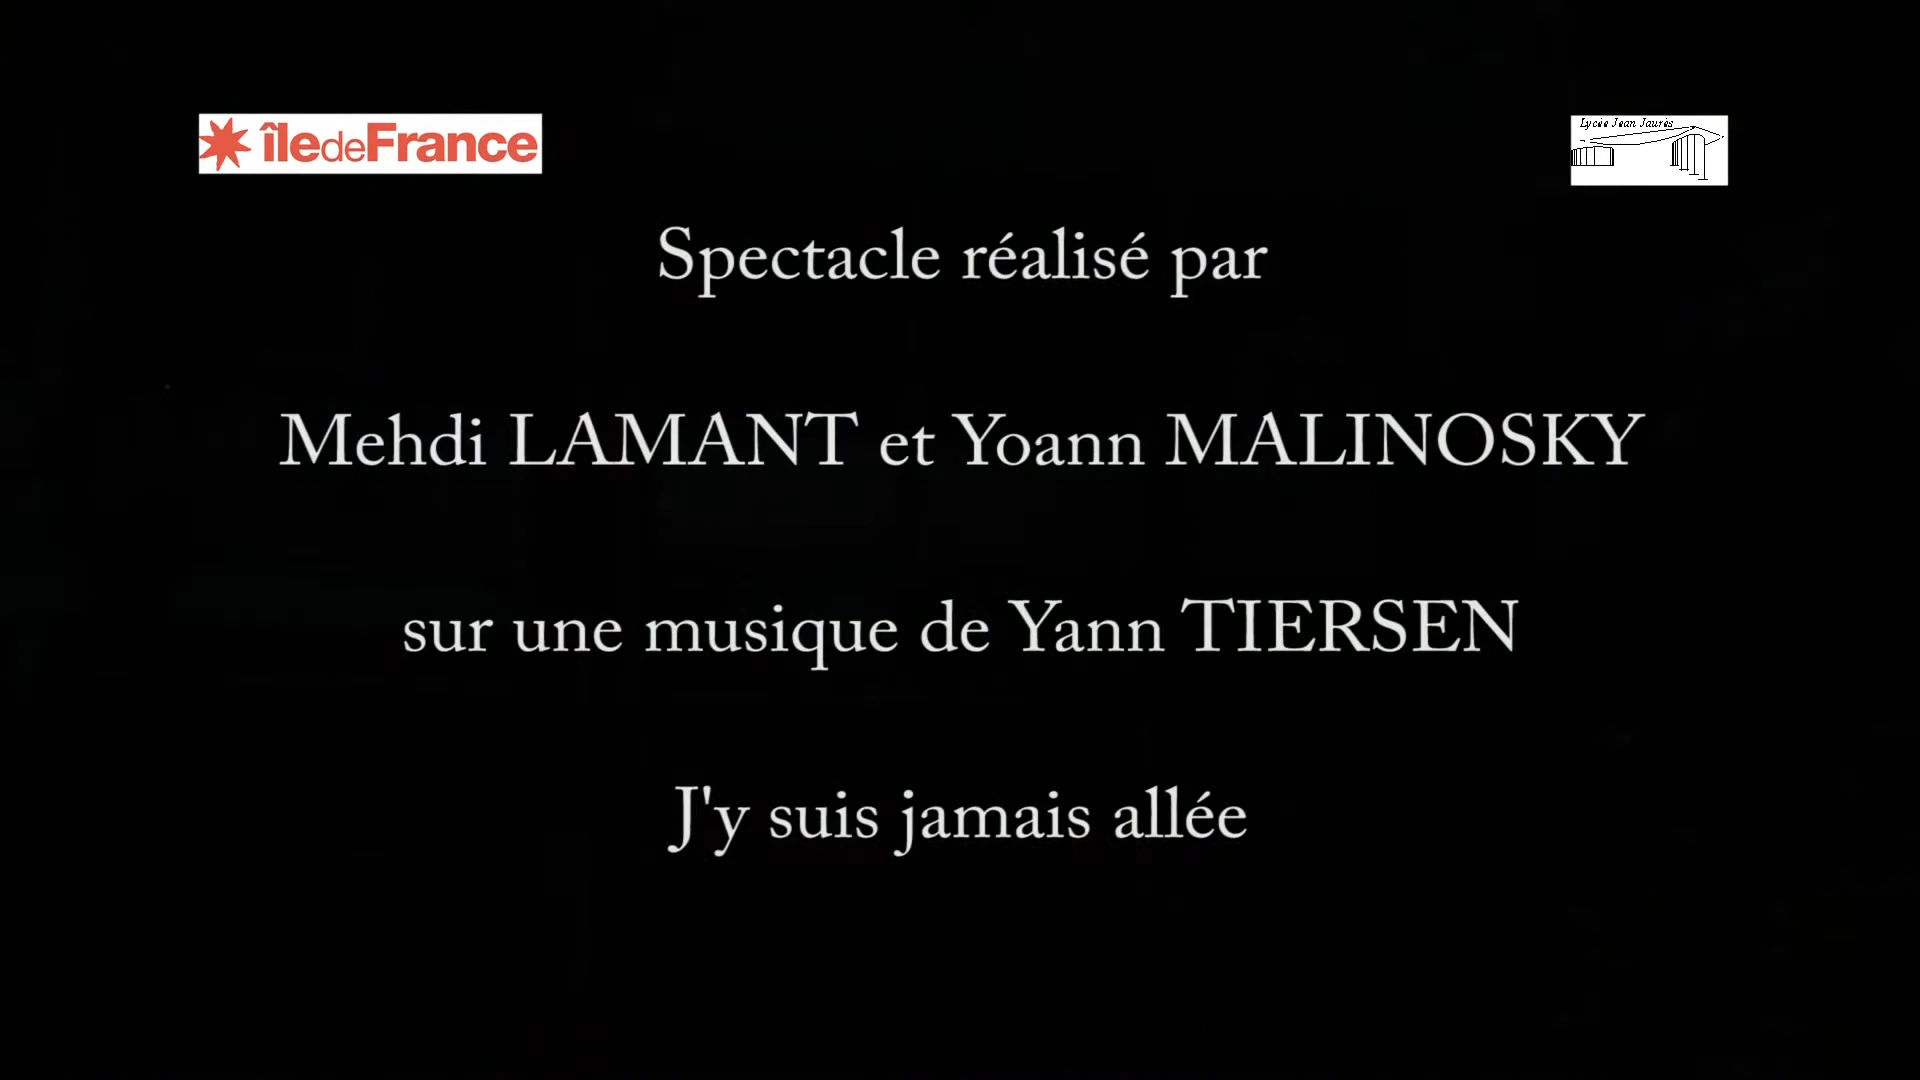 îledeFrance
Lycée Jean Jaurès
Spectacle réalisé par
Mehdi LAMANT et Yoann MALINOSKY
sur une musique de Yann TIERSEN
J'y suis jamais allée